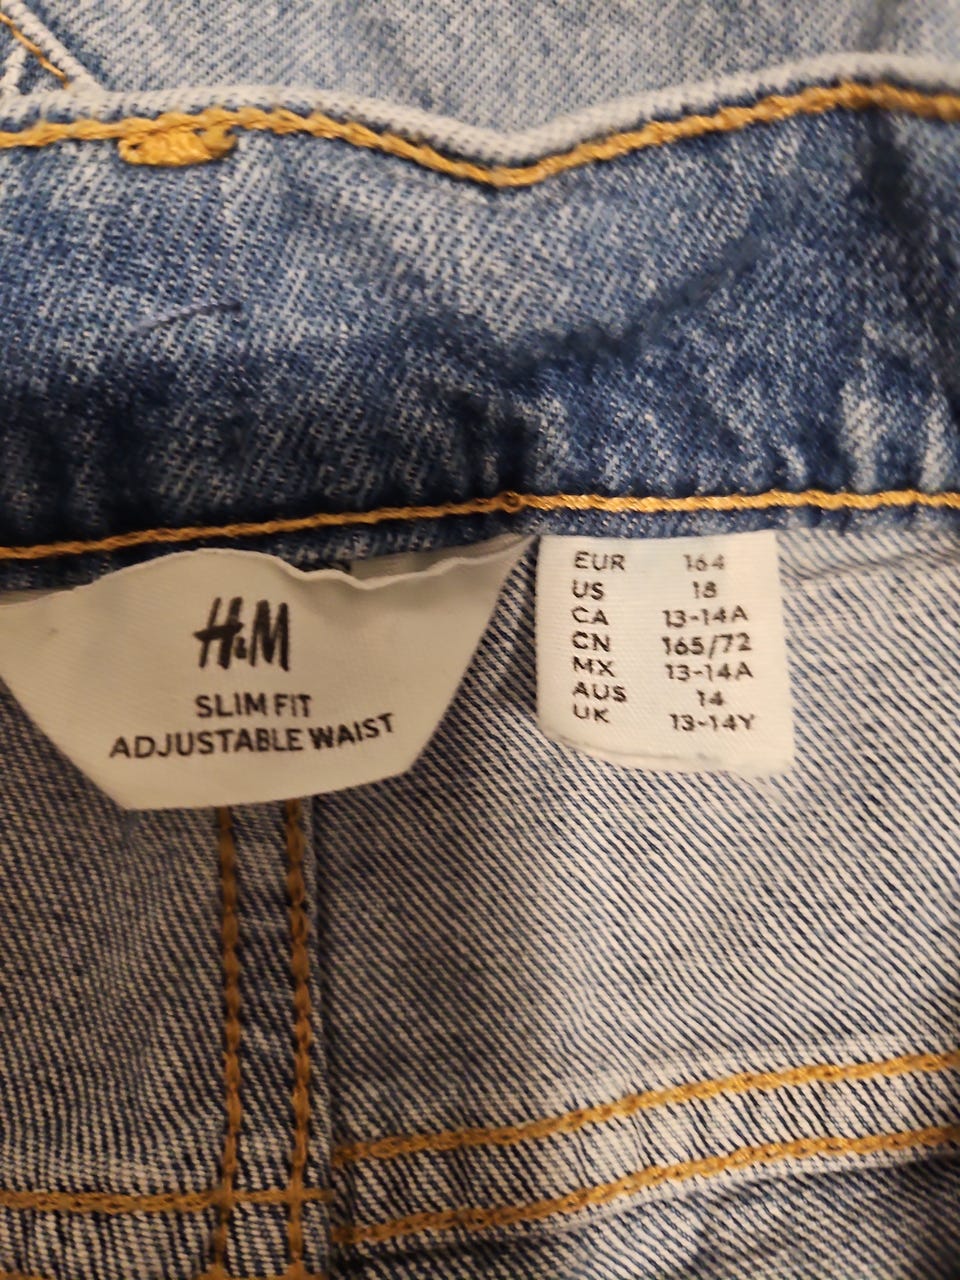 H&M
SLIM FIT
ADJUSTABLE WAIST
EUR 164
US 18
CA 13-14A
CN 165/72
MX 13-14A
AUS 14
UK 13-14Y